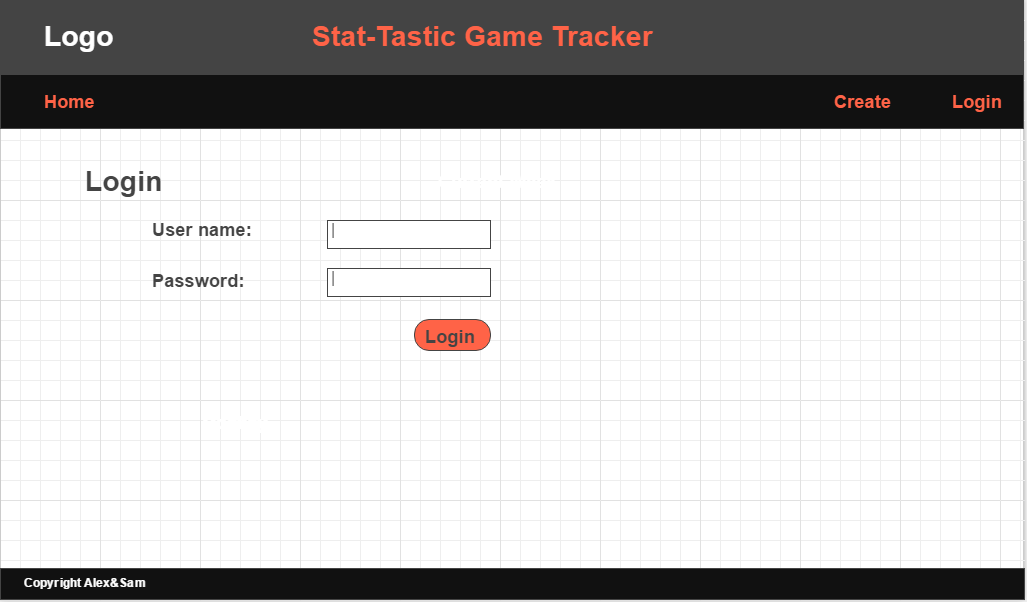 Logo
Stat-Tastic Game Tracker
Home
Create
Login
Login
User name:
Password:
Login
Copyright Alex&Sam